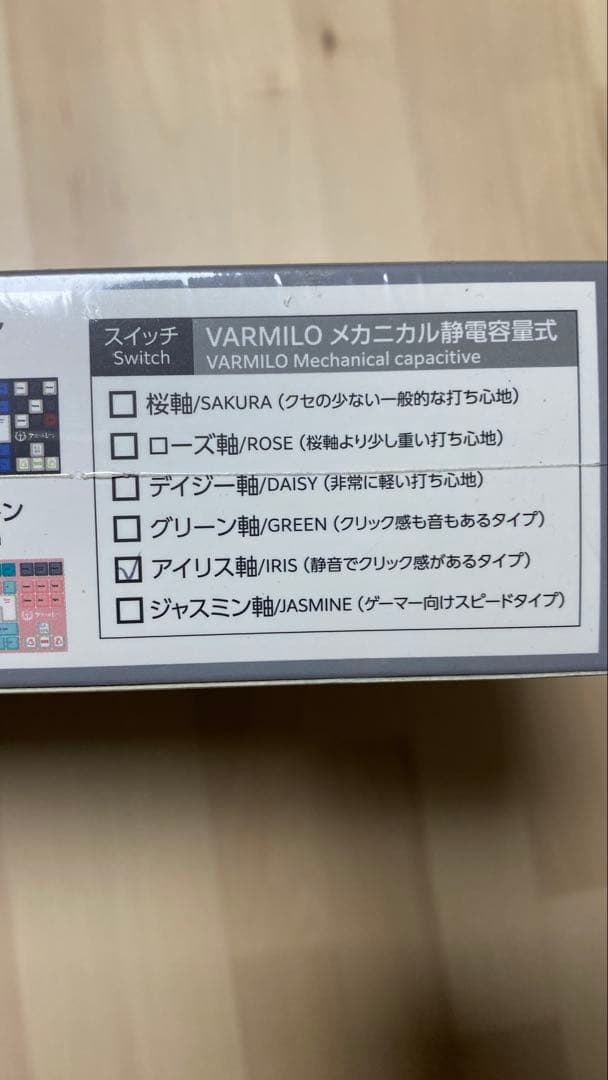 スイッチ
Switch
VARMILO メカニカル静電容量式
VARMILO Mechanical capacitive
桜軸/SAKURA（クセの少ない一般的な打ち心地）
ローズ軸/ROSE（桜軸より少し重い打ち心地）
デイジー軸/DAISY（非常に軽い打ち心地）
グリーン軸/GREEN（クリック感も音もあるタイプ）
アイリス軸/IRIS（静音でクリック感があるタイプ）
ジャスミン軸/JASMINE（ゲーマー向けスピードタイプ）
ン